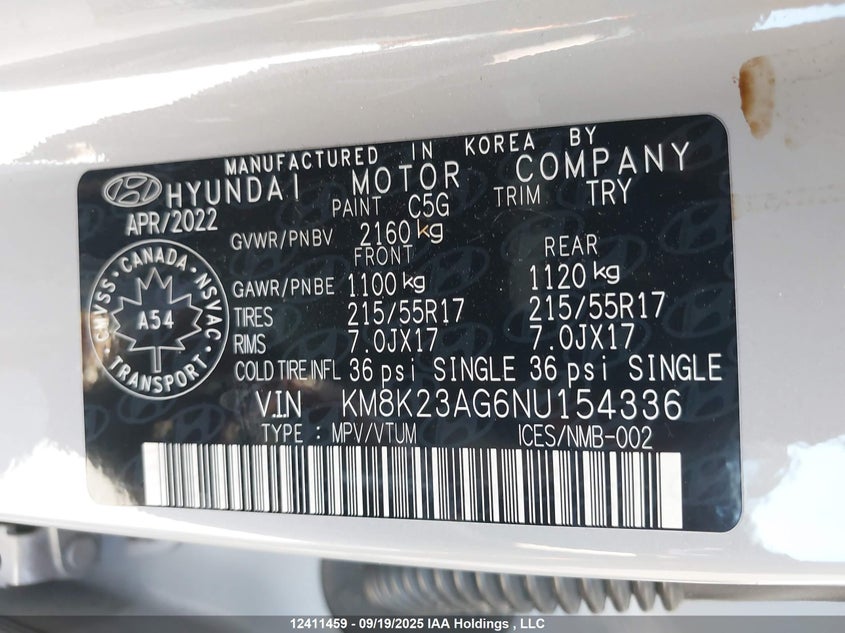 MANUFACTURED IN KOREA BY
HYUNDAI MOTOR COMPANY
APR/2022 PAINT C5G TRIM TRY
GVWR/PNBV 2160 kg
FRONT REAR
GAWR/PNBE 1100 kg 1120 kg
TIRES 215/55R17 215/55R17
RIMS 7.0JX17 7.0JX17
COLD TIRE INFL 36 psi SINGLE 36 psi SINGLE
VIN KM8K23AG6NU154336
TYPE : MPV/VTUM ICES/NMB-002
CMVSS · CANADA · NSVAC · TRANSPORT ·
A54
12411459 - 09/19/2025 IAA Holdings , LLC